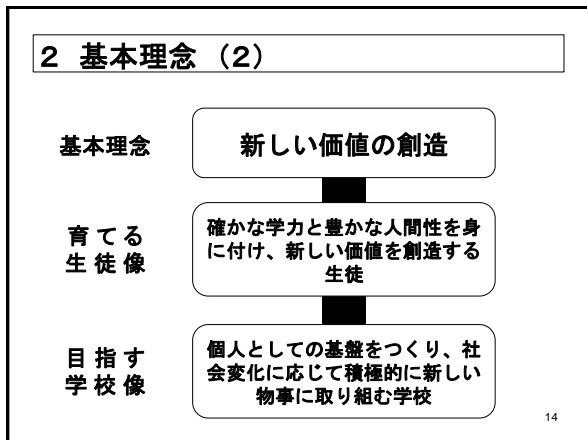 ２ 基本理念（２）
基本理念
新しい価値の創造
育てる
生徒像
確かな学力と豊かな人間性を身
に付け、新しい価値を創造する
生徒
目指す
学校像
個人としての基盤をつくり、社
会変化に応じて積極的に新しい
物事に取り組む学校
14